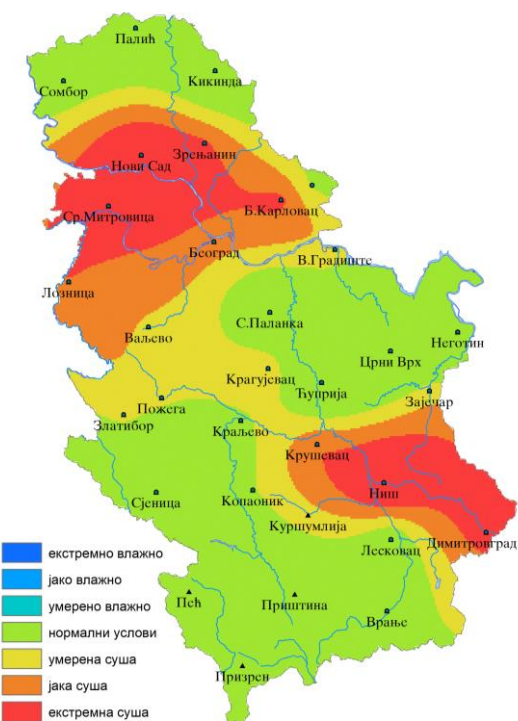 Палић
Кикинда
Сомбор
Зрењанин
Нови Сад
Ср.Митровица
Б.Карловац
Београд
В.Градиште
Лозница
С.Паланка
Ваљево
Неготин
Црни Врх
Крагујевац
Ћуприја
Зајечар
Пожега
Златибор
Краљево
Крушевац
Ниш
Сјеница
Копаоник
Куршумлија
Димитровград
Лесковац
екстремно влажно
јако влажно
Пећ
Приштина
умерено влажно
Врање
нормални услови
умерена суша
Призрен
јака суша
екстремна суша